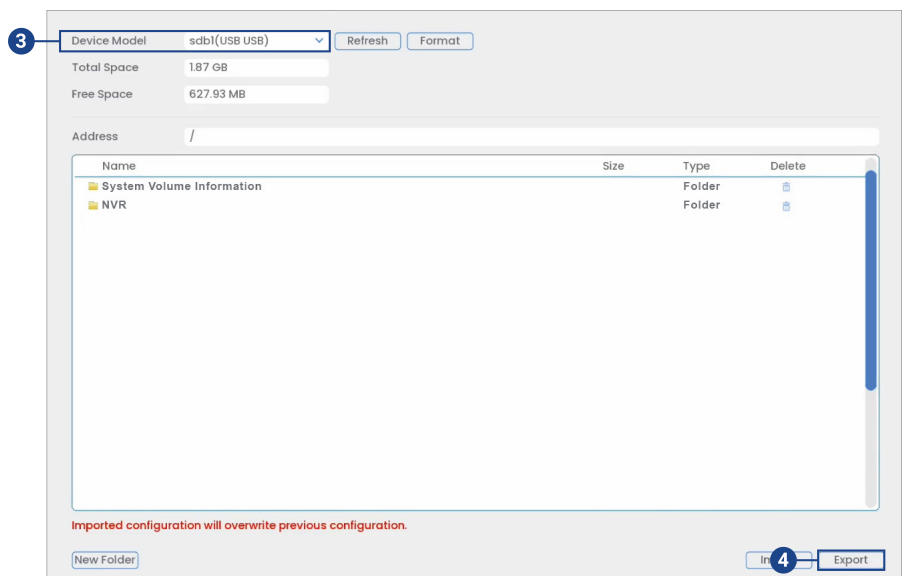 3 Device Model sdb1(USB USB) Refresh Format
Total Space 1.87 GB
Free Space 627.93 MB
Address /
Name Size Type Delete
System Volume Information Folder
NVR Folder
Imported configuration will overwrite previous configuration.
New Folder 4 Export